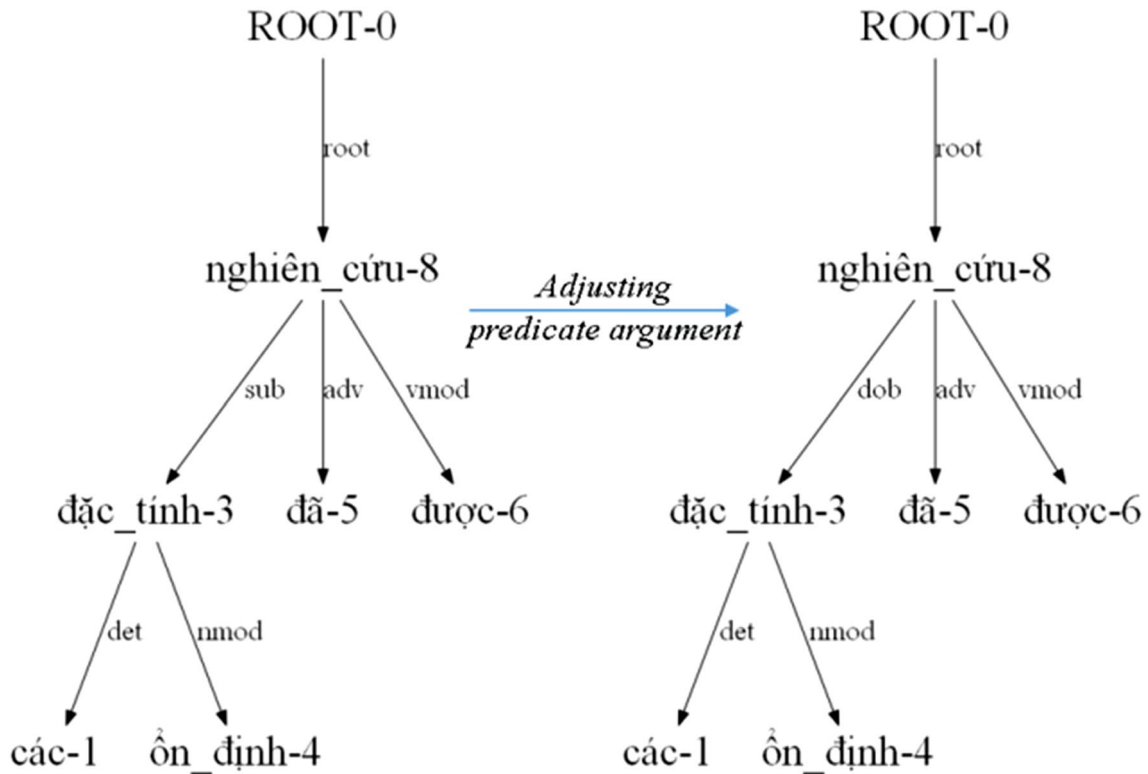 ROOT-0 ROOT-0
root root
nghiên_cứu-8 nghiên_cứu-8
Adjusting
predicate argument
sub adv vmod dob adv vmod
đặc_tính-3 đã-5 được-6 đặc_tính-3 đã-5 được-6
det nmod det nmod
các-1 ổn_định-4 các-1 ổn_định-4